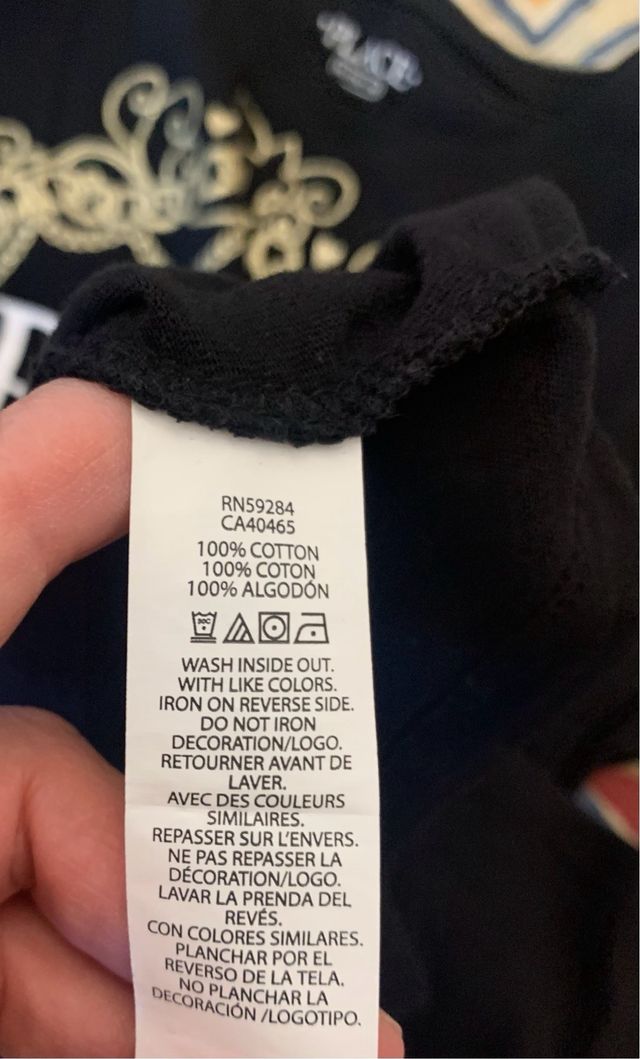 PLACE
RN59284
CA40465
100% COTTON
100% COTON
100% ALGODÓN
30C
WASH INSIDE OUT.
WITH LIKE COLORS.
IRON ON REVERSE SIDE.
DO NOT IRON
DECORATION/LOGO.
RETOURNER AVANT DE
LAVER.
AVEC DES COULEURS
SIMILAIRES.
REPASSER SUR L'ENVERS.
NE PAS REPASSER LA
DÉCORATION/LOGO.
LAVAR LA PRENDA DEL
REVÉS.
CON COLORES SIMILARES.
PLANCHAR POR EL
REVERSO DE LA TELA.
NO PLANCHAR LA
DECORACIÓN /LOGOTIPO.